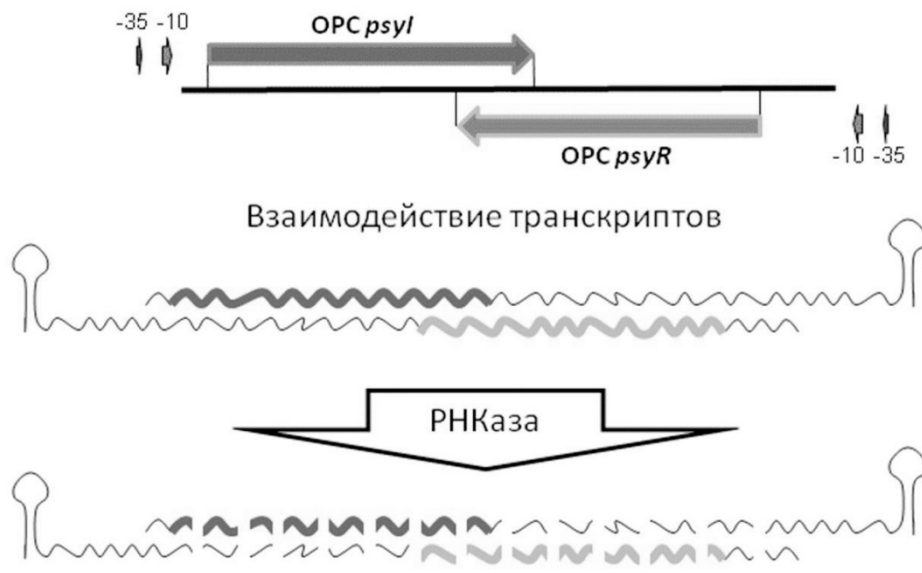 -35 -10 ОРС psyI
ОРС psyR -10 -35
Взаимодействие транскриптов
РНКаза